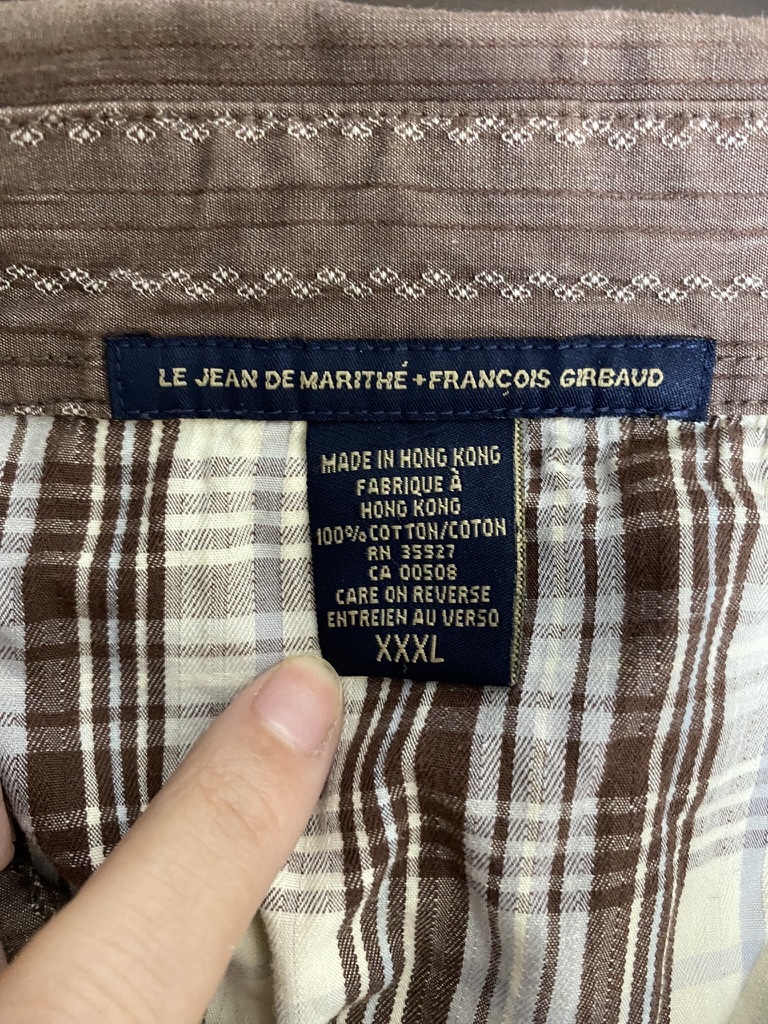 LE JEAN DE MARITHÉ + FRANCOIS GIRBAUD
MADE IN HONG KONG
FABRIQUE À
HONG KONG
100% COTTON/COTON
RN 35527
CA 00508
CARE ON REVERSE
ENTREIEN AU VERSO
XXXL